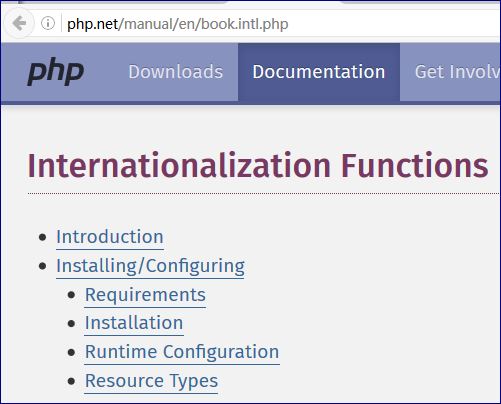 php.net/manual/en/book.intl.php
php Downloads Documentation Get Involv
Internationalization Functions
Introduction
Installing/Configuring
Requirements
Installation
Runtime Configuration
Resource Types